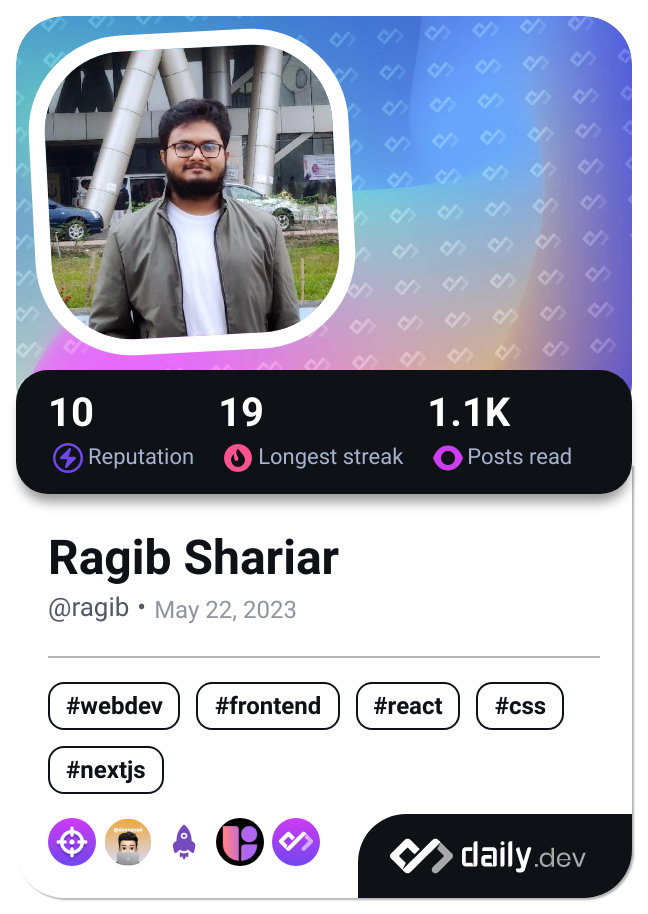 10 19 1.1K
Reputation Longest streak Posts read
Ragib Shariar
@ragib • May 22, 2023
#webdev #frontend #react #css
#nextjs
daily.dev